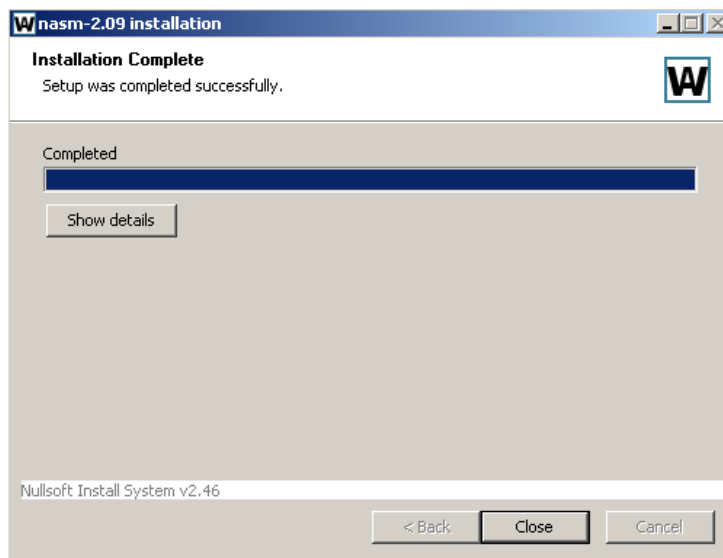 nasm-2.09 installation
Installation Complete
Setup was completed successfully.
Completed
Show details
Nullsoft Install System v2.46
< Back
Close
Cancel